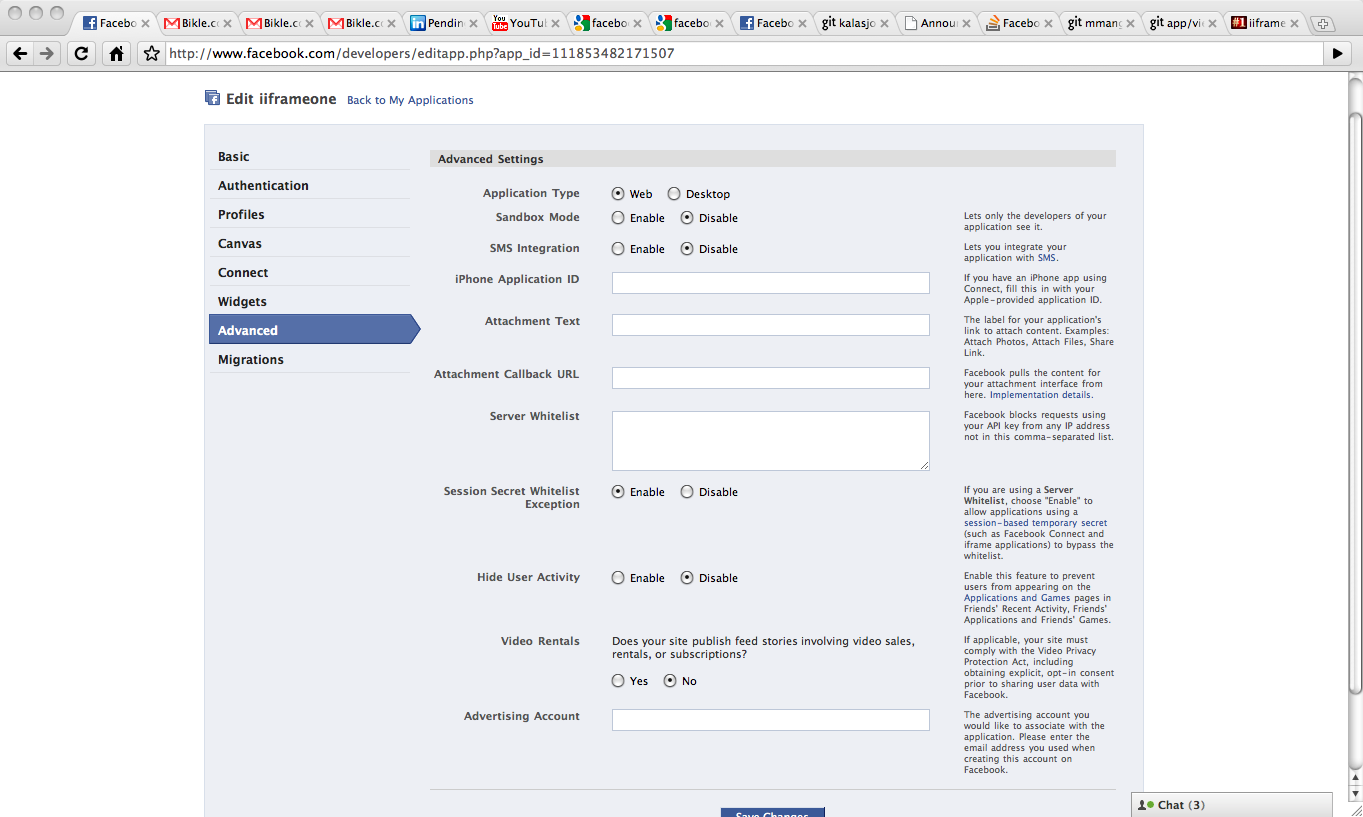 Facebo
Bikle.c
Bikle.c
Bikle.c
in Pendin
You Tube YouTul
facebo
facebo
Facebo
git kalasjo
Annou
Facebo
git mmang
git app/vie
#1 iiframe
http://www.facebook.com/developers/editapp.php?app_id=111853482171507
Edit iiframeone Back to My Applications
Basic
Authentication
Profiles
Canvas
Connect
Widgets
Advanced
Migrations
Advanced Settings
Application Type
Web Desktop
Sandbox Mode
Enable Disable
Lets only the developers of your
application see it.
SMS Integration
Enable Disable
Lets you integrate your
application with SMS.
iPhone Application ID
If you have an iPhone app using
Connect, fill this in with your
Apple-provided application ID.
Attachment Text
The label for your application's
link to attach content. Examples:
Attach Photos, Attach Files, Share
Link.
Attachment Callback URL
Facebook pulls the content for
your attachment interface from
here. Implementation details.
Server Whitelist
Facebook blocks requests using
your API key from any IP address
not in this comma-separated list.
Session Secret Whitelist
Exception
Enable Disable
If you are using a Server
Whitelist, choose "Enable" to
allow applications using a
session-based temporary secret
(such as Facebook Connect and
iframe applications) to bypass the
whitelist.
Hide User Activity
Enable Disable
Enable this feature to prevent
users from appearing on the
Applications and Games pages in
Friends' Recent Activity, Friends'
Applications and Friends' Games.
Video Rentals
Does your site publish feed stories involving video sales,
rentals, or subscriptions?
Yes No
If applicable, your site must
comply with the Video Privacy
Protection Act, including
obtaining explicit, opt-in consent
prior to sharing user data with
Facebook.
Advertising Account
The advertising account you
would like to associate with the
application. Please enter the
email address you used when
creating this account on
Facebook.
Save Changes
Chat (3)